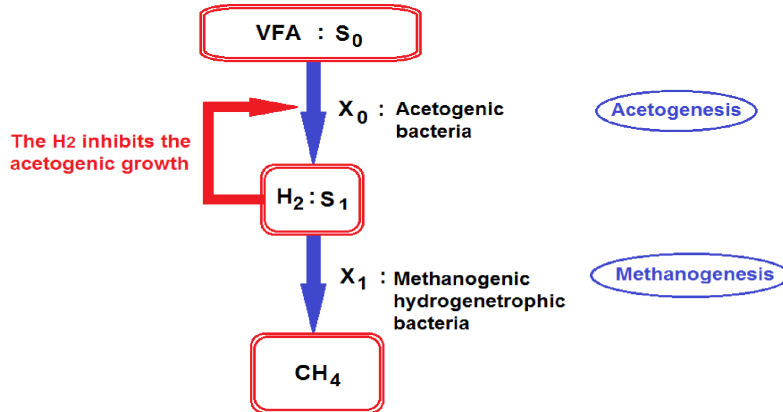 VFA : S₀
X₀ : Acetogenic
bacteria
Acetogenesis
The H₂ inhibits the
acetogenic growth
H₂ : S₁
X₁ : Methanogenic
hydrogenetrophic
bacteria
Methanogenesis
CH₄